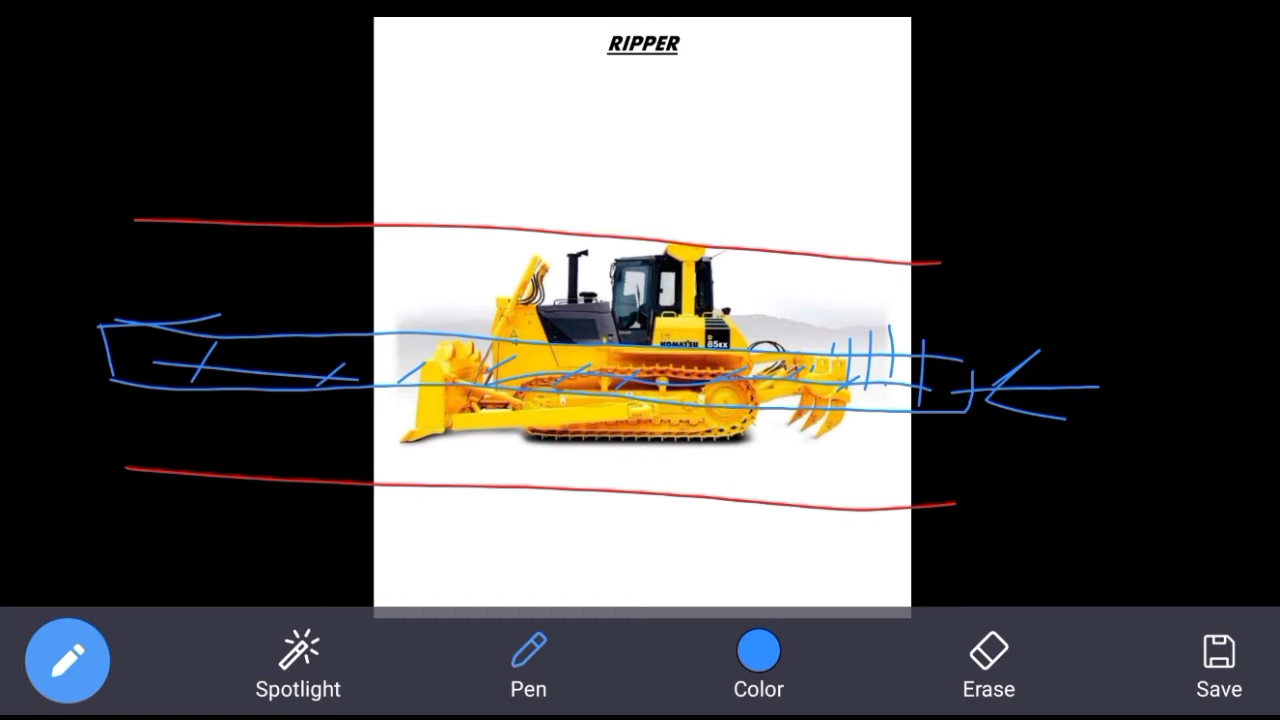 RIPPER
KOMATSU
D
85EX
Spotlight
Pen
Color
Erase
Save